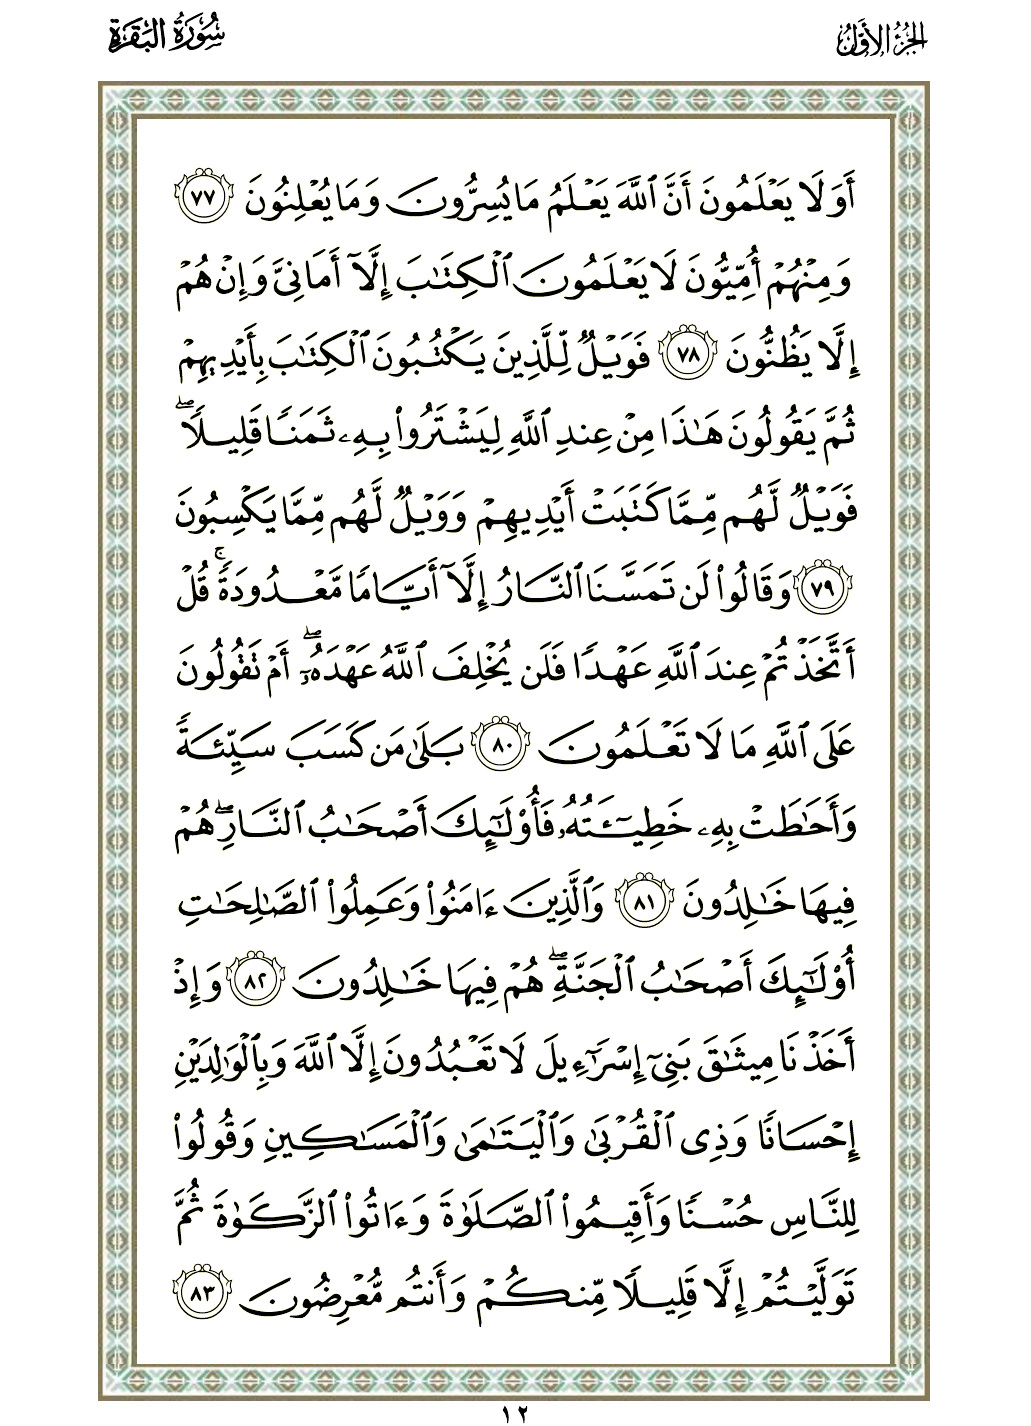 الجزء الأول
سورة البقرة
أَوَلَا يَعْلَمُونَ أَنَّ ٱللَّهَ يَعْلَمُ مَا يُسِرُّونَ وَمَا يُعْلِنُونَ ٧٧
وَمِنْهُمْ أُمِّيُّونَ لَا يَعْلَمُونَ ٱلْكِتَٰبَ إِلَّآ أَمَانِىَّ وَإِنْ هُمْ
إِلَّا يَظُنُّونَ ٧٨ فَوَيْلٌ لِّلَّذِينَ يَكْتُبُونَ ٱلْكِتَٰبَ بِأَيْدِيهِمْ
ثُمَّ يَقُولُونَ هَٰذَا مِنْ عِندِ ٱللَّهِ لِيَشْتَرُوا۟ بِهِۦ ثَمَنًا قَلِيلًا ۖ
فَوَيْلٌ لَّهُم مِّمَّا كَتَبَتْ أَيْدِيهِمْ وَوَيْلٌ لَّهُم مِّمَّا يَكْسِبُونَ
٧٩ وَقَالُوا۟ لَن تَمَسَّنَا ٱلنَّارُ إِلَّآ أَيَّامًا مَّعْدُودَةً ۚ قُلْ
أَتَّخَذْتُمْ عِندَ ٱللَّهِ عَهْدًا فَلَن يُخْلِفَ ٱللَّهُ عَهْدَهُۥٓ ۖ أَمْ تَقُولُونَ
عَلَى ٱللَّهِ مَا لَا تَعْلَمُونَ ٨٠ بَلَىٰ مَن كَسَبَ سَيِّئَةً
وَأَحَٰطَتْ بِهِۦ خَطِيٓـَٔتُهُۥ فَأُو۟لَٰٓئِكَ أَصْحَٰبُ ٱلنَّارِ ۖ هُمْ
فِيهَا خَٰلِدُونَ ٨١ وَٱلَّذِينَ ءَامَنُوا۟ وَعَمِلُوا۟ ٱلصَّٰلِحَٰتِ
أُو۟لَٰٓئِكَ أَصْحَٰبُ ٱلْجَنَّةِ ۖ هُمْ فِيهَا خَٰلِدُونَ ٨٢ وَإِذْ
أَخَذْنَا مِيثَٰقَ بَنِىٓ إِسْرَٰٓءِيلَ لَا تَعْبُدُونَ إِلَّا ٱللَّهَ وَبِٱلْوَٰلِدَيْنِ
إِحْسَانًا وَذِى ٱلْقُرْبَىٰ وَٱلْيَتَٰمَىٰ وَٱلْمَسَٰكِينِ وَقُولُوا۟
لِلنَّاسِ حُسْنًا وَأَقِيمُوا۟ ٱلصَّلَوٰةَ وَءَاتُوا۟ ٱلزَّكَوٰةَ ثُمَّ
تَوَلَّيْتُمْ إِلَّا قَلِيلًا مِّنكُمْ وَأَنتُم مُّعْرِضُونَ ٨٣
١٢